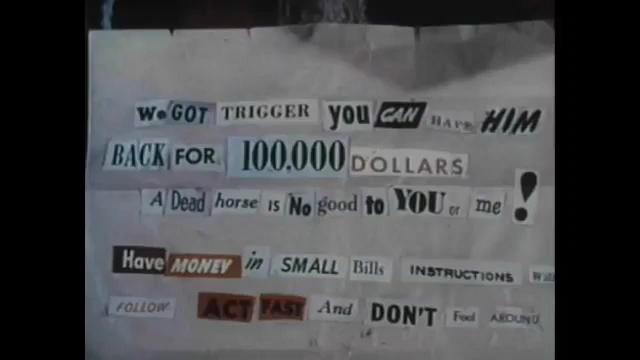 We GOT TRIGGER you CAN HAVE HIM
BACK FOR 100,000 DOLLARS
A Dead horse is No good to YOU or me!
Have MONEY in SMALL Bills INSTRUCTIONS Will
FOLLOW ACT FAST And DON'T Fool AROUND